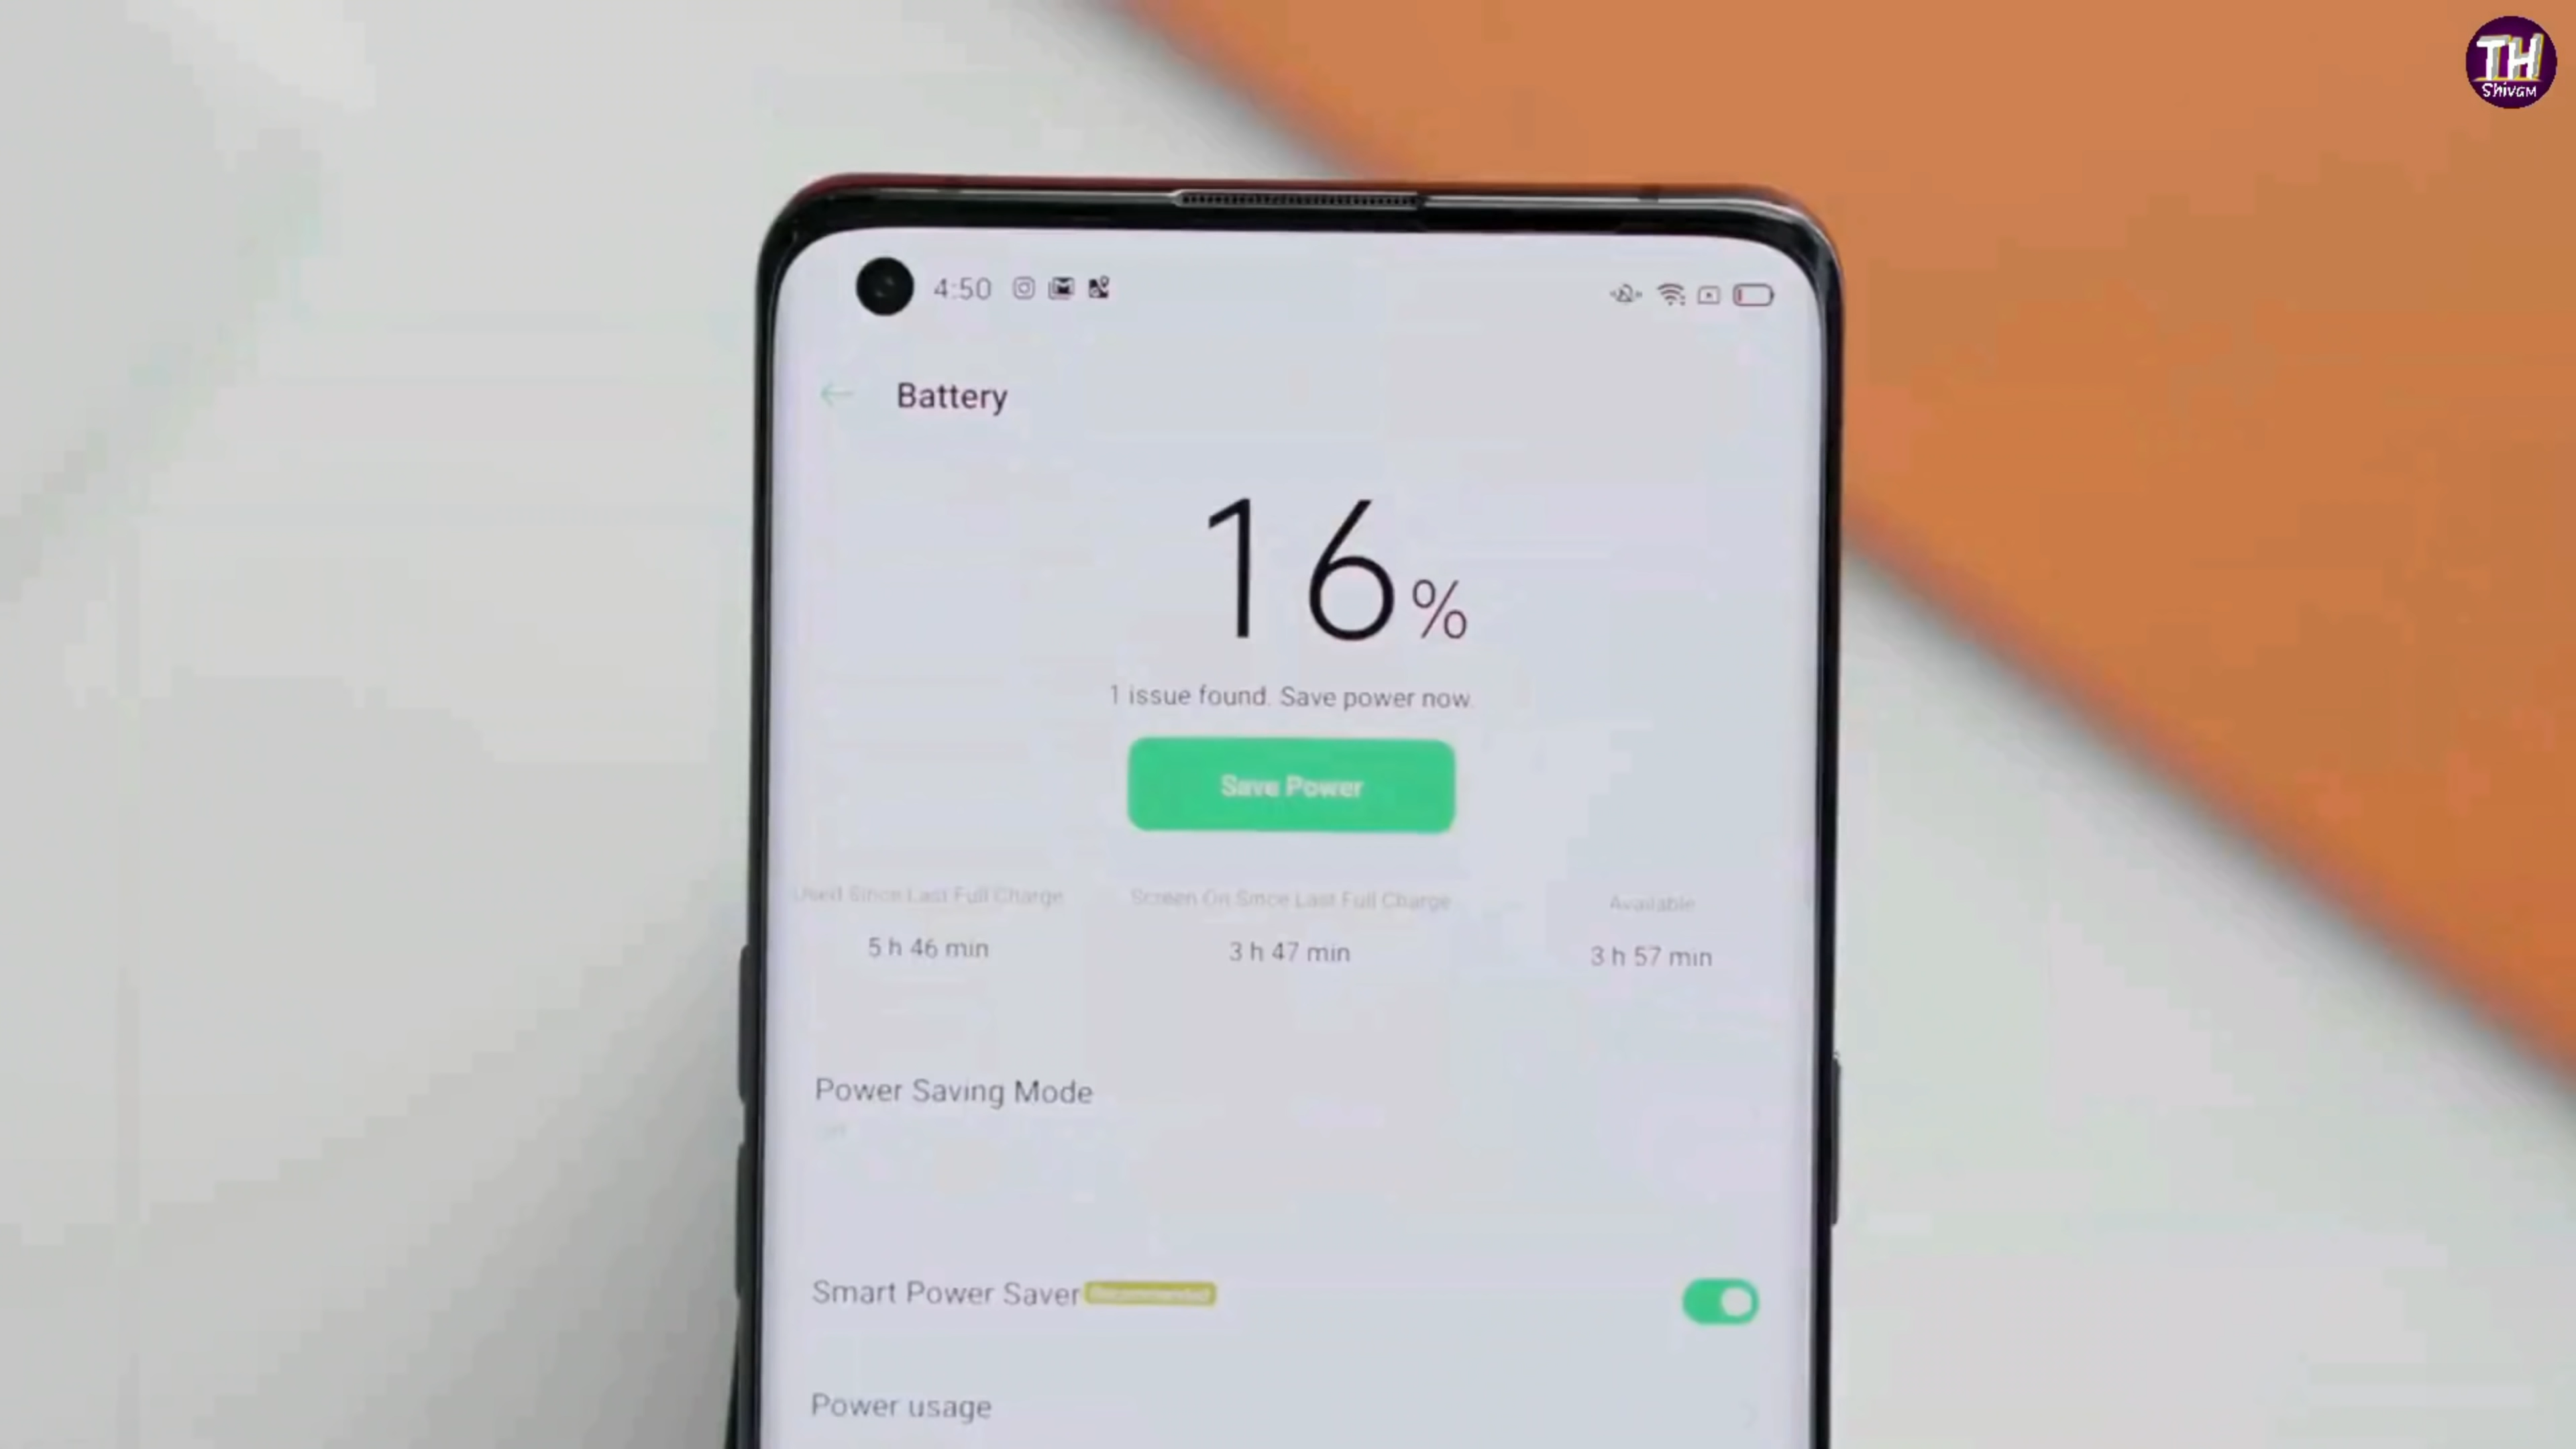 TH
Shivam
4:50
Battery
16%
1 issue found. Save power now.
Save Power
Used Since Last Full Charge
Screen On Since Last Full Charge
Available
5 h 46 min
3 h 47 min
3 h 57 min
Power Saving Mode
Smart Power Saver Recommended
Power usage